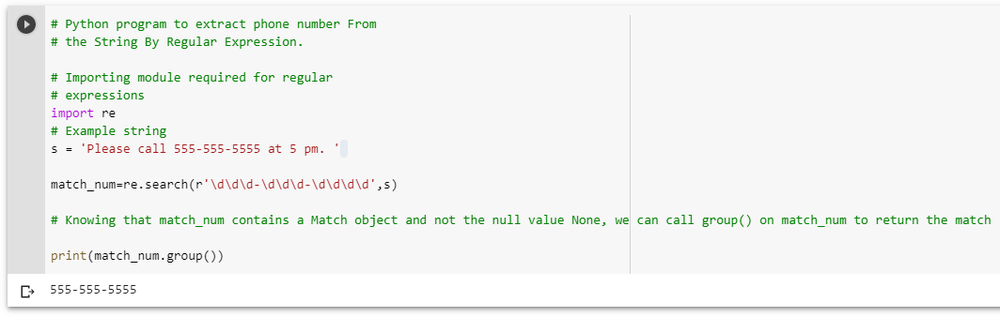 # Python program to extract phone number From
# the String By Regular Expression.
# Importing module required for regular
# expressions
import re
# Example string
s = 'Please call 555-555-5555 at 5 pm. '
match_num=re.search(r'\d\d\d-\d\d\d-\d\d\d\d',s)
# Knowing that match_num contains a Match object and not the null value None, we can call group() on match_num to return the match
print(match_num.group())
555-555-5555